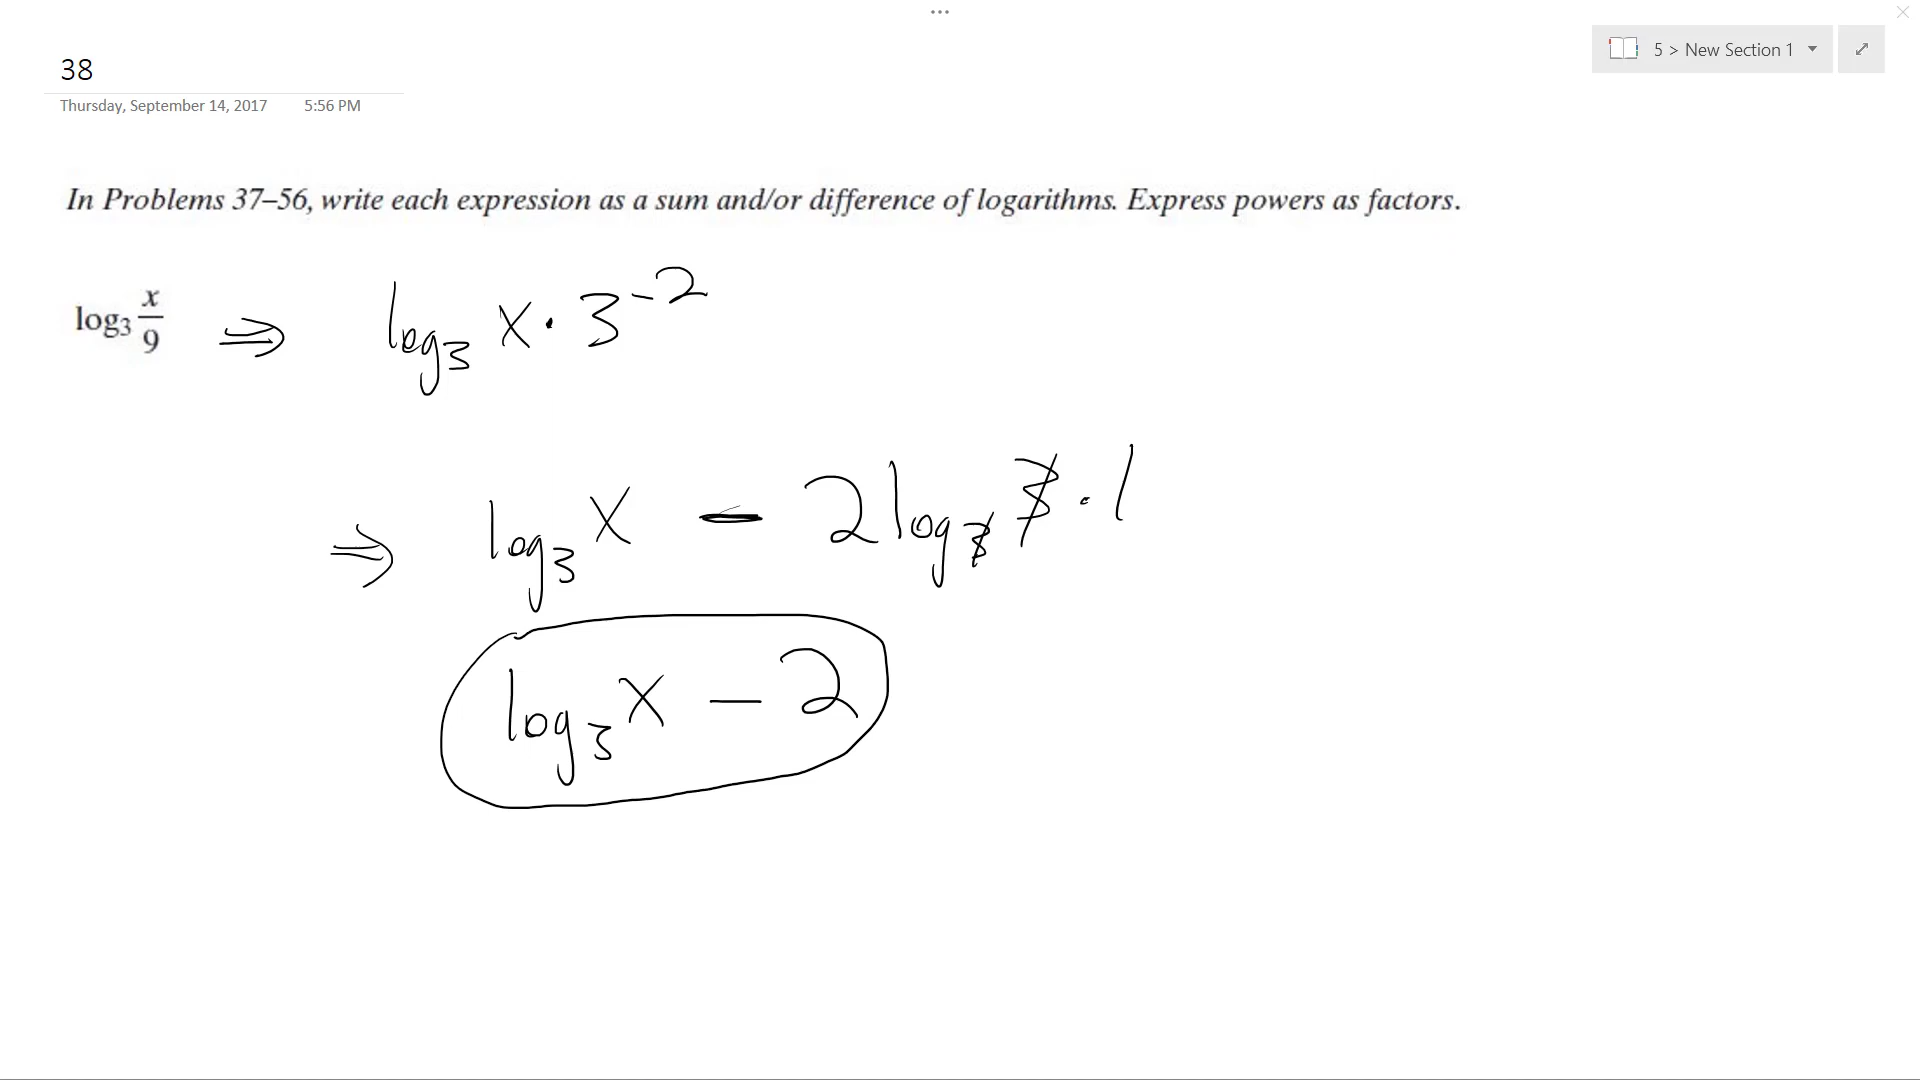 ...
5 > New Section 1
38
Thursday, September 14, 2017 5:56 PM
In Problems 37–56, write each expression as a sum and/or difference of logarithms. Express powers as factors.
log₃ x/9 ⇒ log₃ x · 3⁻²
⇒ log₃ x − 2log₃ 3 · 1
log₃ x − 2